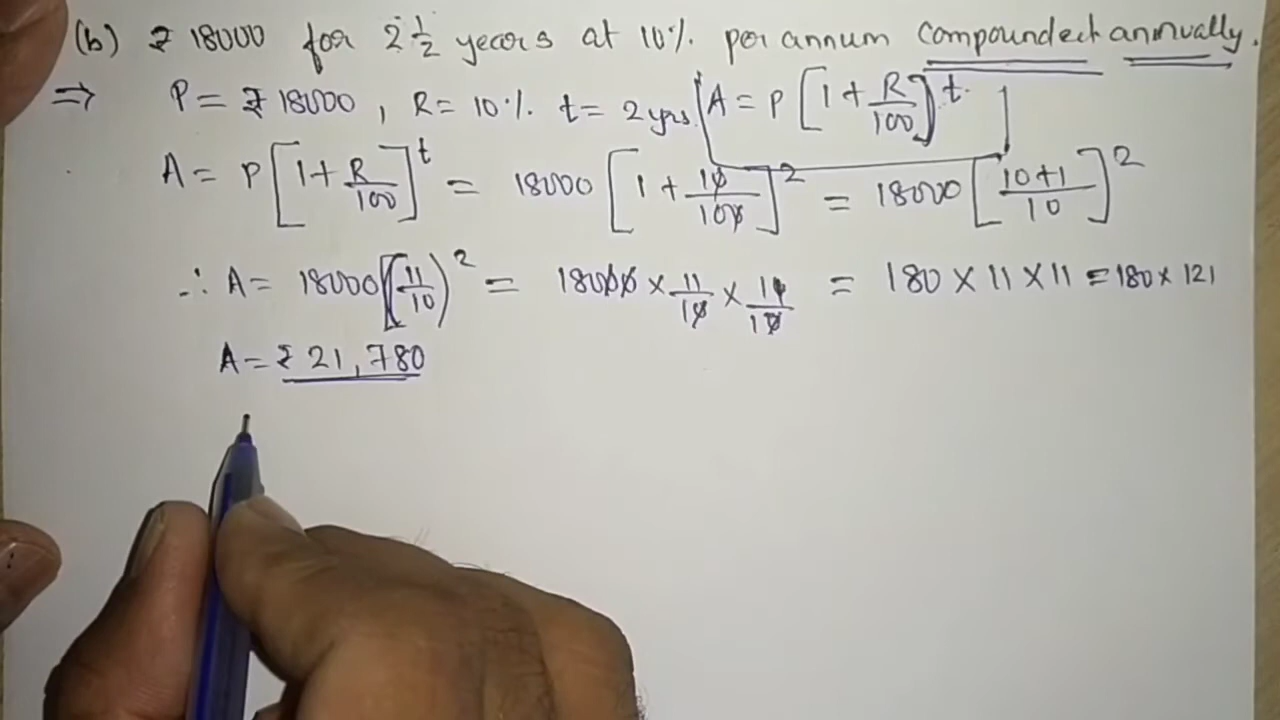 (b) ₹ 18000 for 2 1/2 years at 10% per annum compounded annually.
⇒ P = ₹ 18000 , R = 10% t = 2 yrs. A = P [1 + R/100]^t.
A = P [1 + R/100]^t = 18000 [1 + 10/100]^2 = 18000 [10+1/10]^2
∴ A = 18000 [11/10)^2 = 18000 × 11/10 × 11/10 = 180 × 11 × 11 = 180 × 121
A = ₹ 21,780